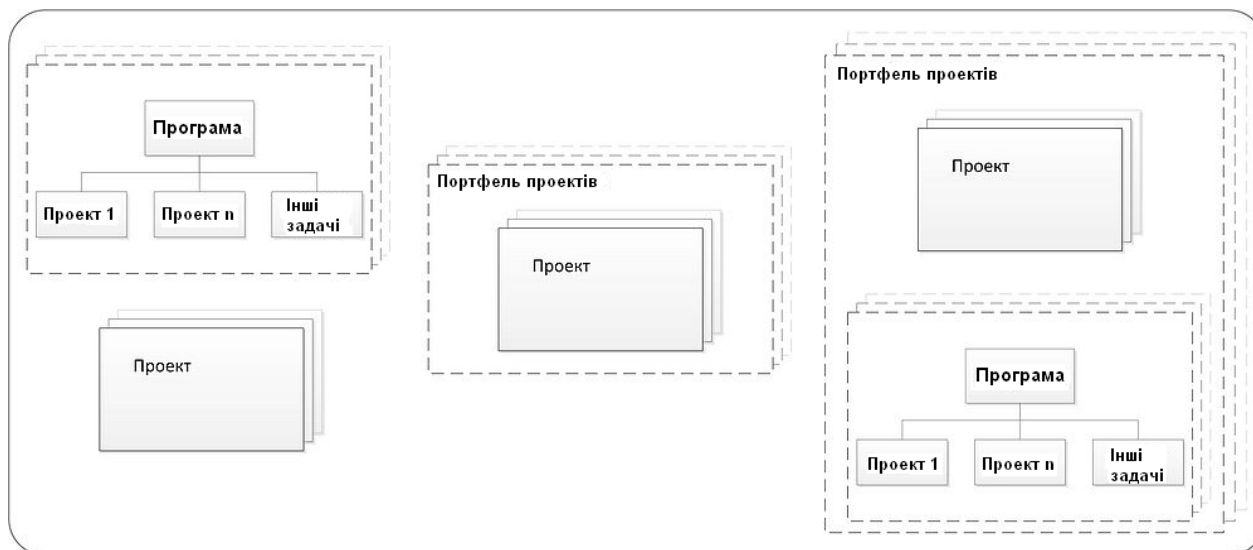 Програма
Проект 1
Проект n
Інші
задачі
Проект
Портфель проектів
Проект
Портфель проектів
Проект
Програма
Проект 1
Проект n
Інші
задачі